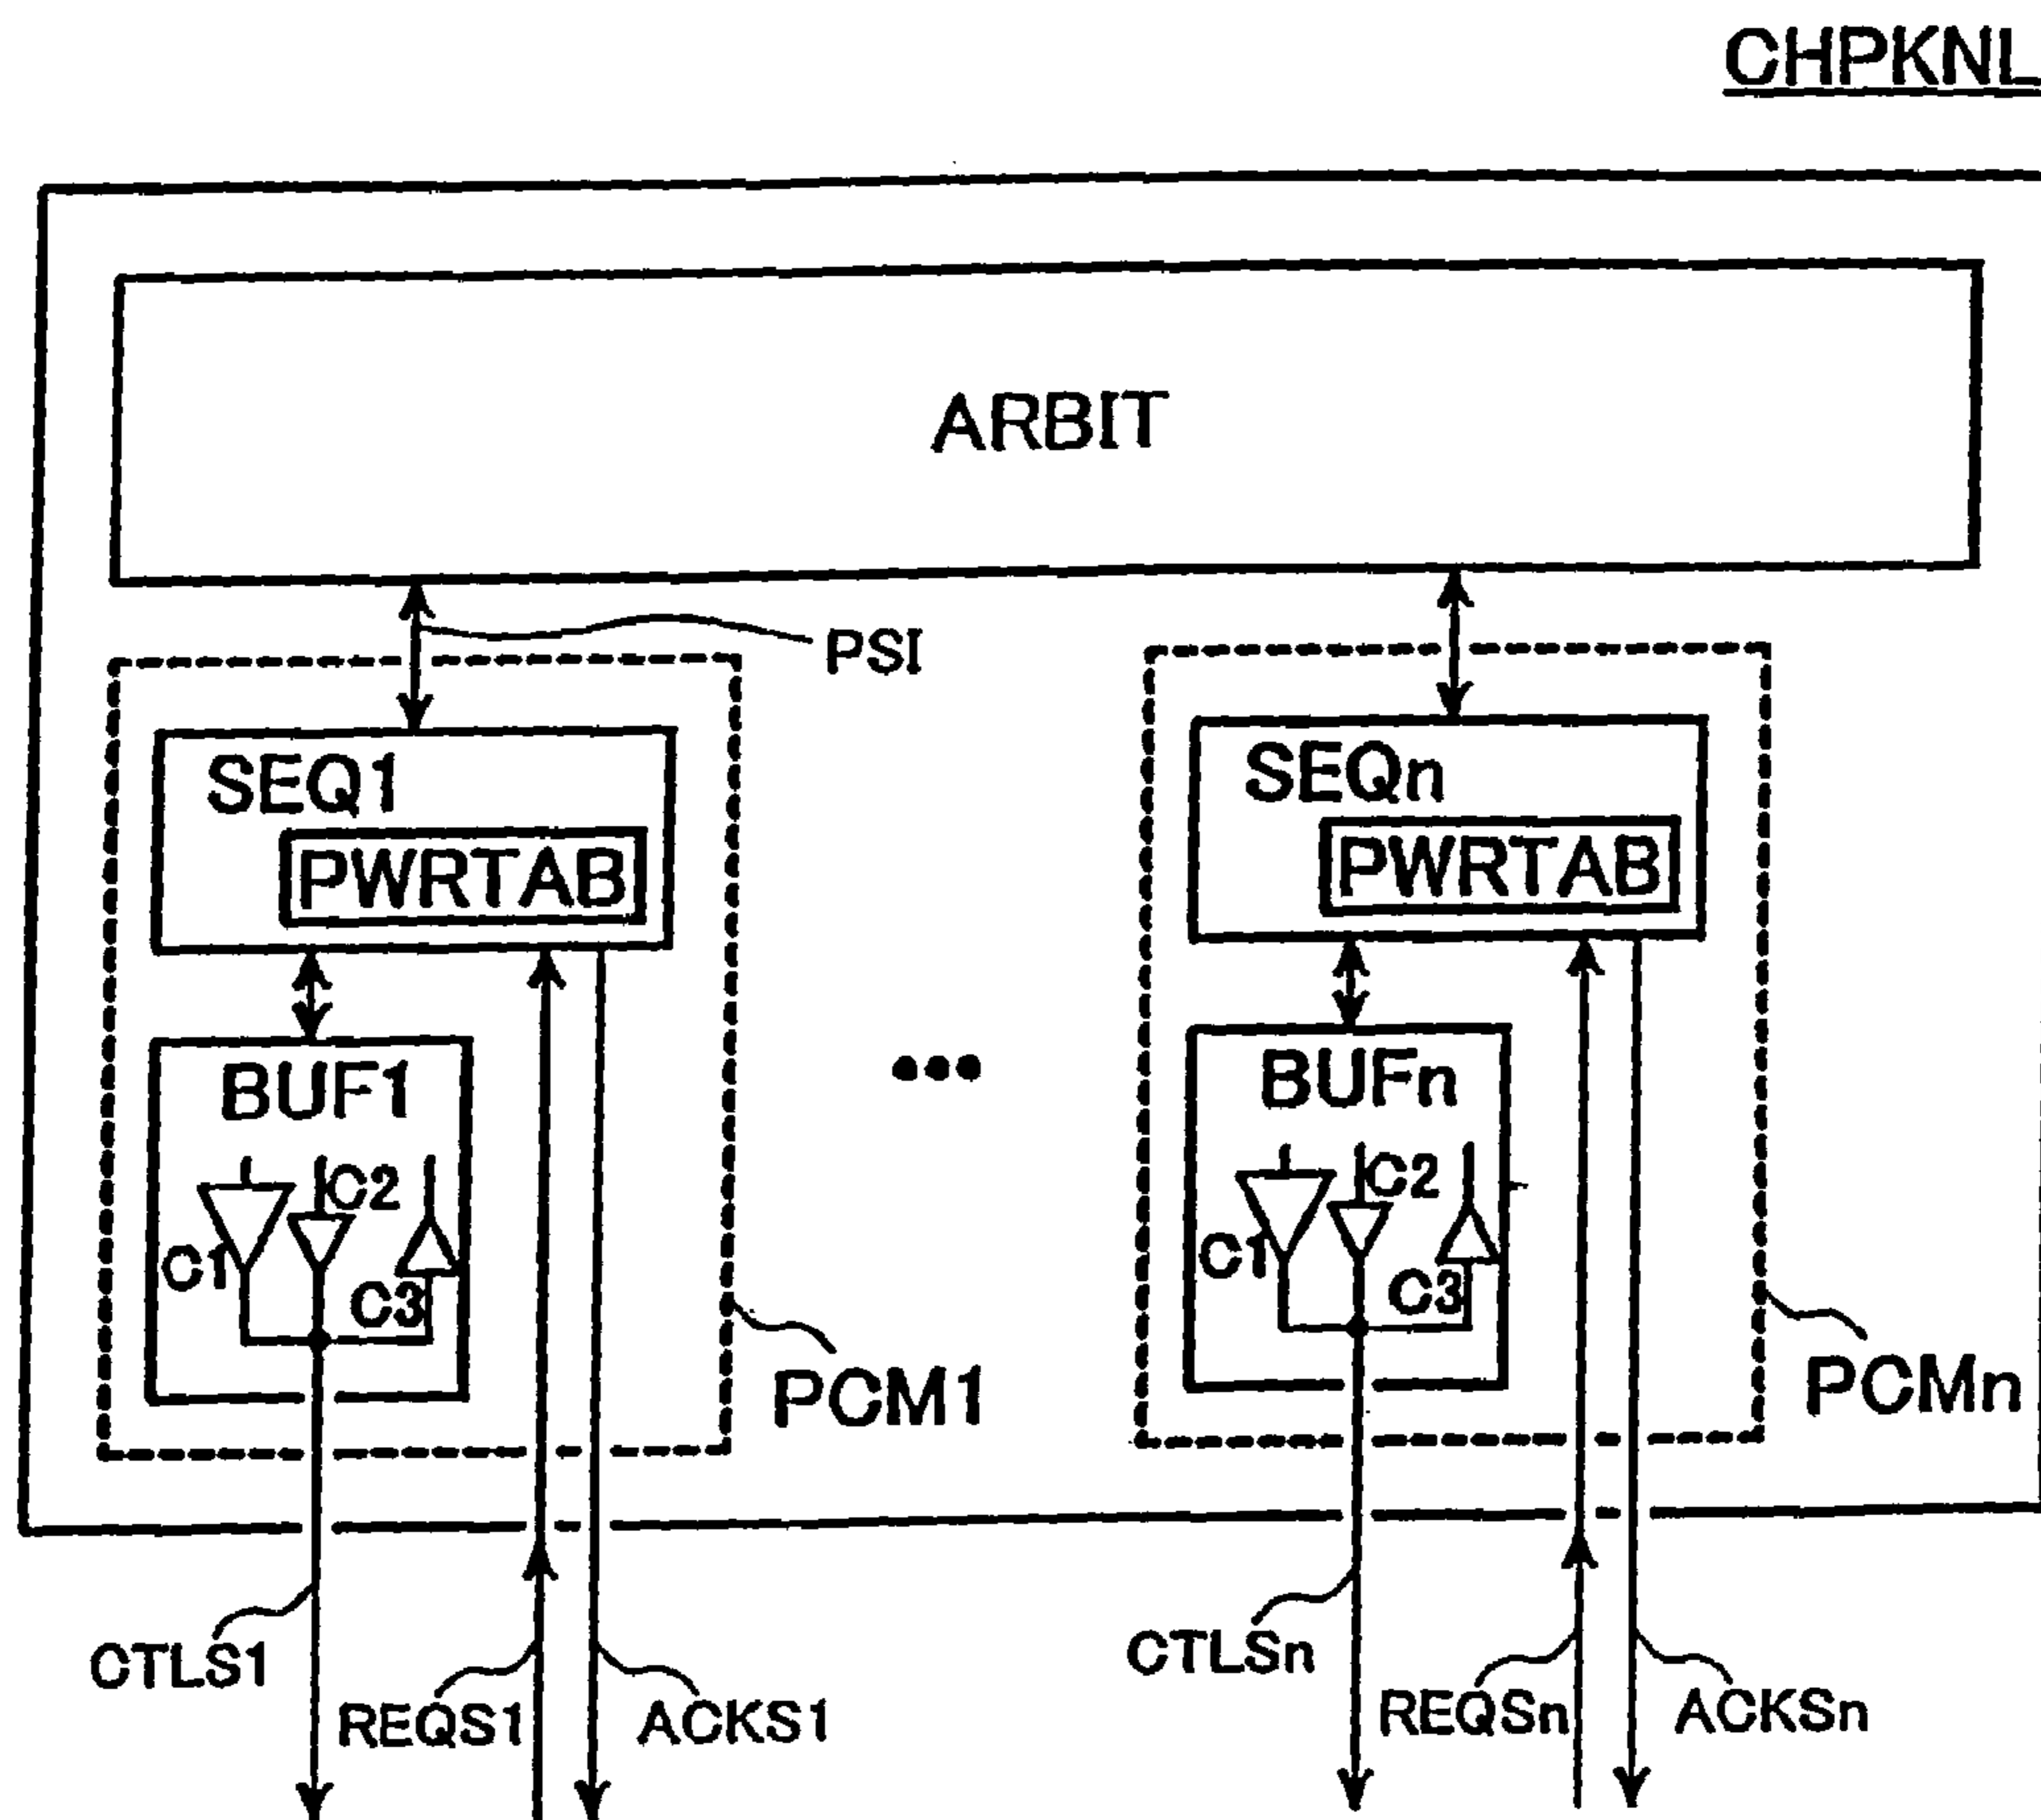 CHPKNL
ARBIT
PSI
SEQ1
PWRTAB
SEQn
PWRTAB
BUF1
C2
C1
C3
BUFn
C2
C1
C3
PCM1
PCMn
CTLS1
REQS1
ACKS1
CTLSn
REQSn
ACKSn